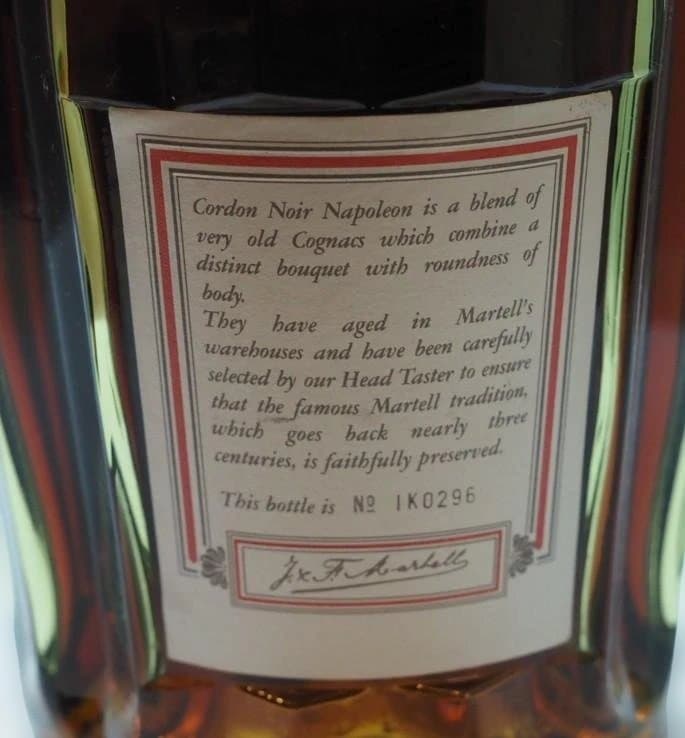 Cordon Noir Napoleon is a blend of
very old Cognacs which combine a
distinct bouquet with roundness of
body.
They have aged in Martell's
warehouses and have been carefully
selected by our Head Taster to ensure
that the famous Martell tradition,
which goes back nearly three
centuries, is faithfully preserved.
This bottle is Nº 1K0296
J & F Martell